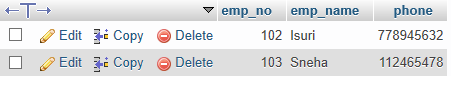 emp_no emp_name phone
Edit Copy Delete 102 Isuri 778945632
Edit Copy Delete 103 Sneha 112465478